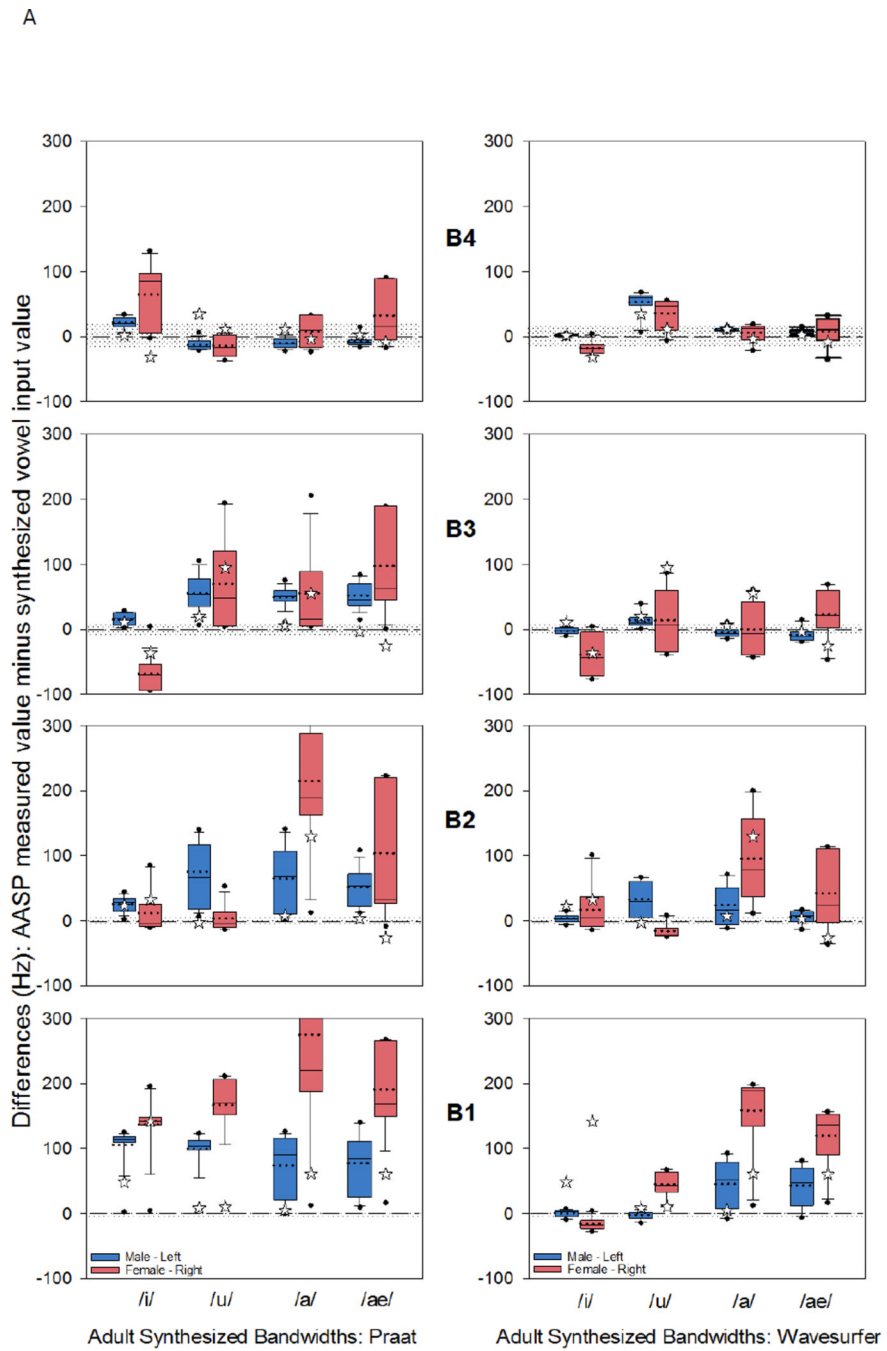 A
Differences (Hz): AASP measured value minus synthesized vowel input value
300
200
100
0
-100
300
200
100
0
-100
B4
300
200
100
0
-100
300
200
100
0
-100
B3
300
200
100
0
-100
300
200
100
0
-100
B2
300
200
100
0
-100
300
200
100
0
-100
B1
Male - Left
Female - Right
Male - Left
Female - Right
/i/ /u/ /a/ /ae/
/i/ /u/ /a/ /ae/
Adult Synthesized Bandwidths: Praat
Adult Synthesized Bandwidths: Wavesurfer